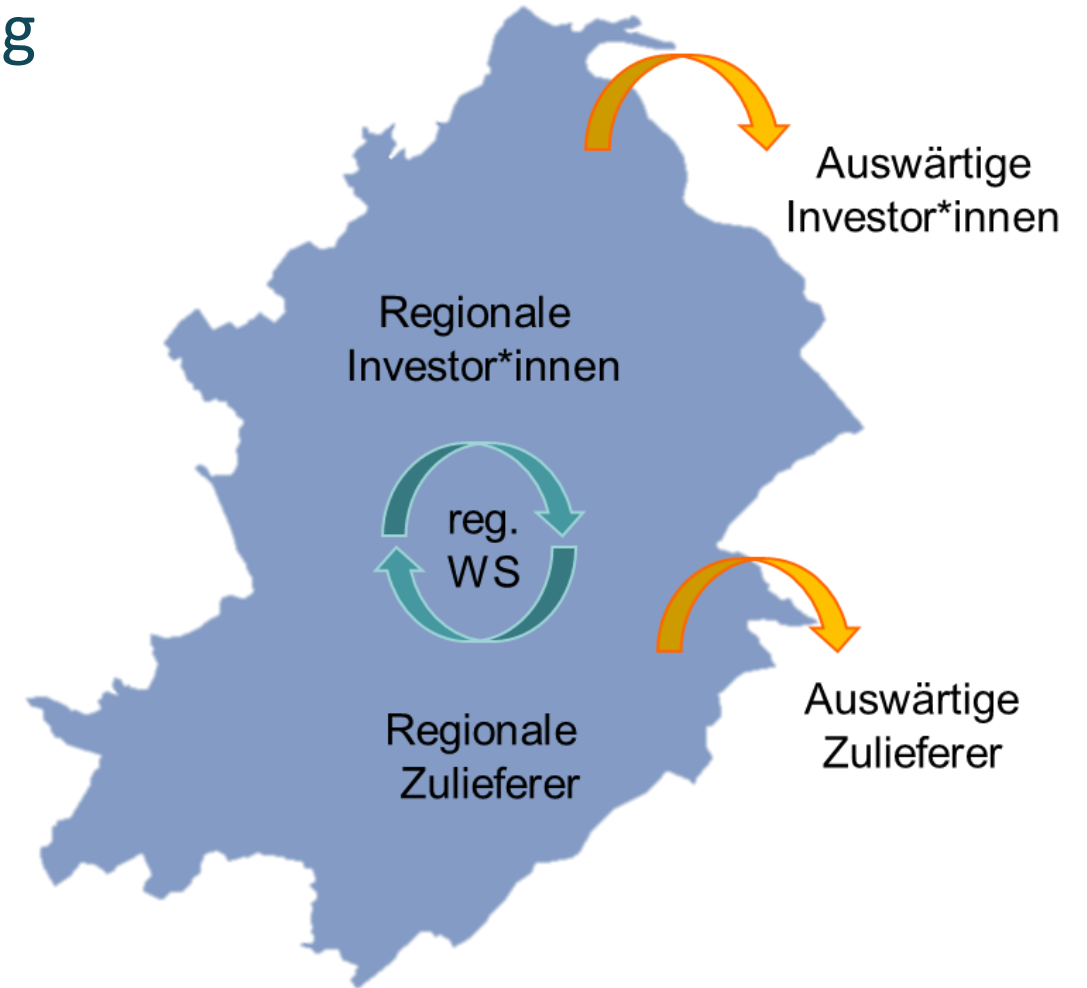 g
Auswärtige
Investor*innen
Regionale
Investor*innen
reg.
WS
Auswärtige
Zulieferer
Regionale
Zulieferer